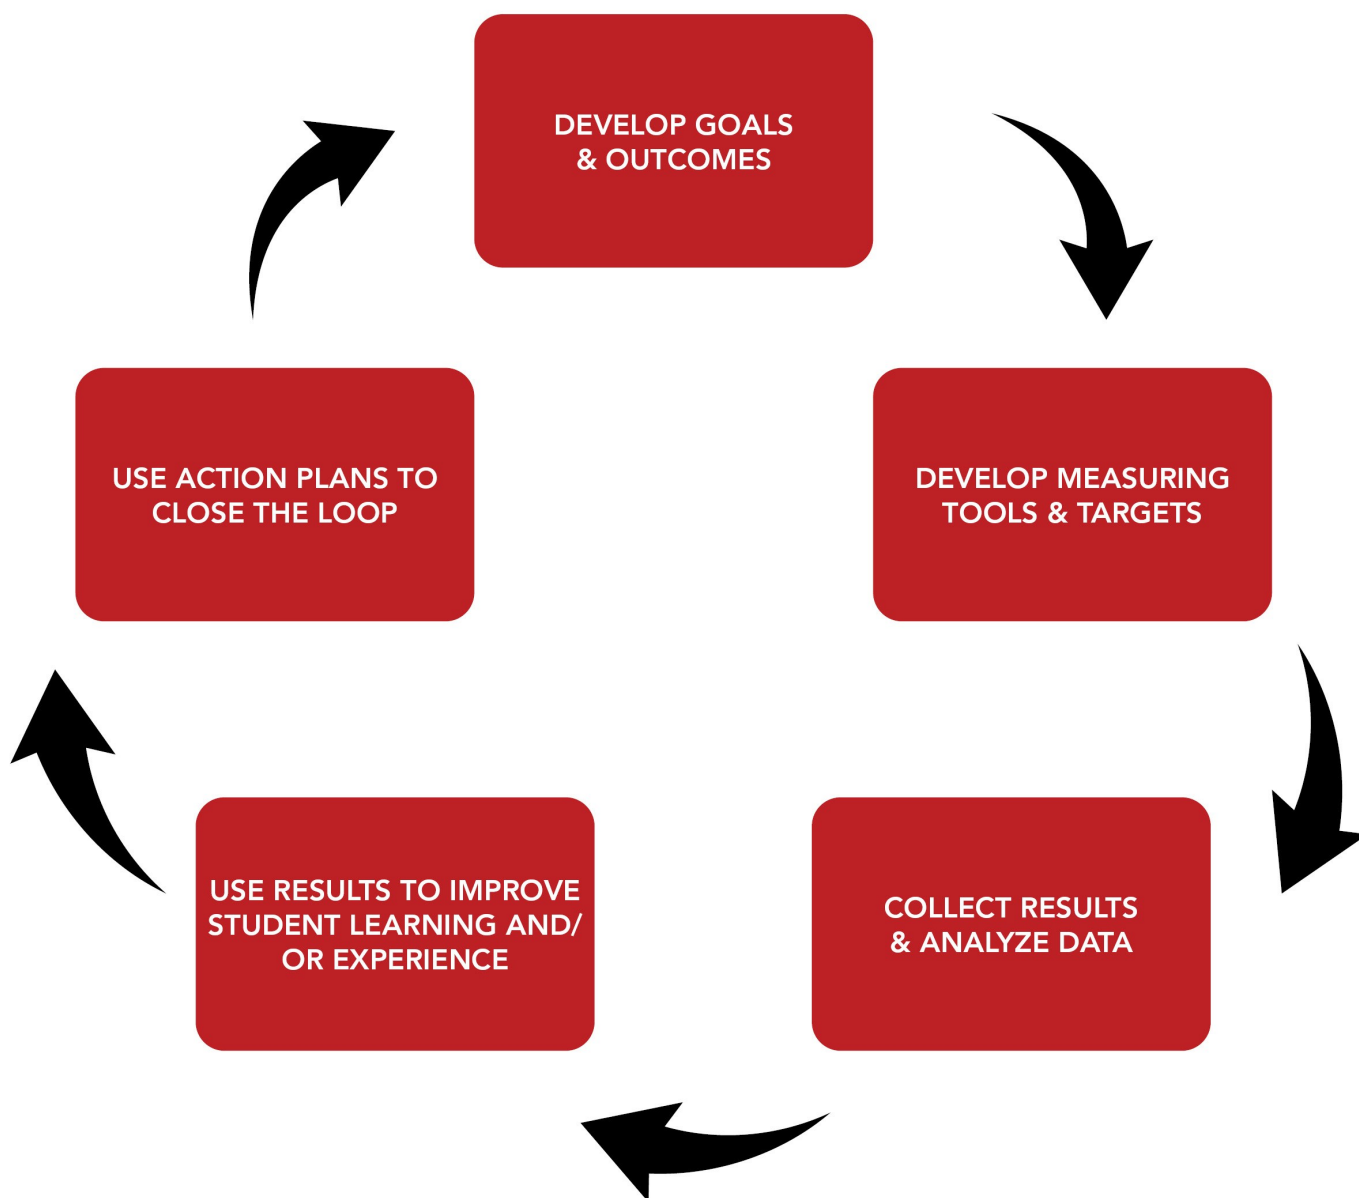 DEVELOP GOALS
& OUTCOMES
DEVELOP MEASURING
TOOLS & TARGETS
COLLECT RESULTS
& ANALYZE DATA
USE RESULTS TO IMPROVE
STUDENT LEARNING AND/
OR EXPERIENCE
USE ACTION PLANS TO
CLOSE THE LOOP